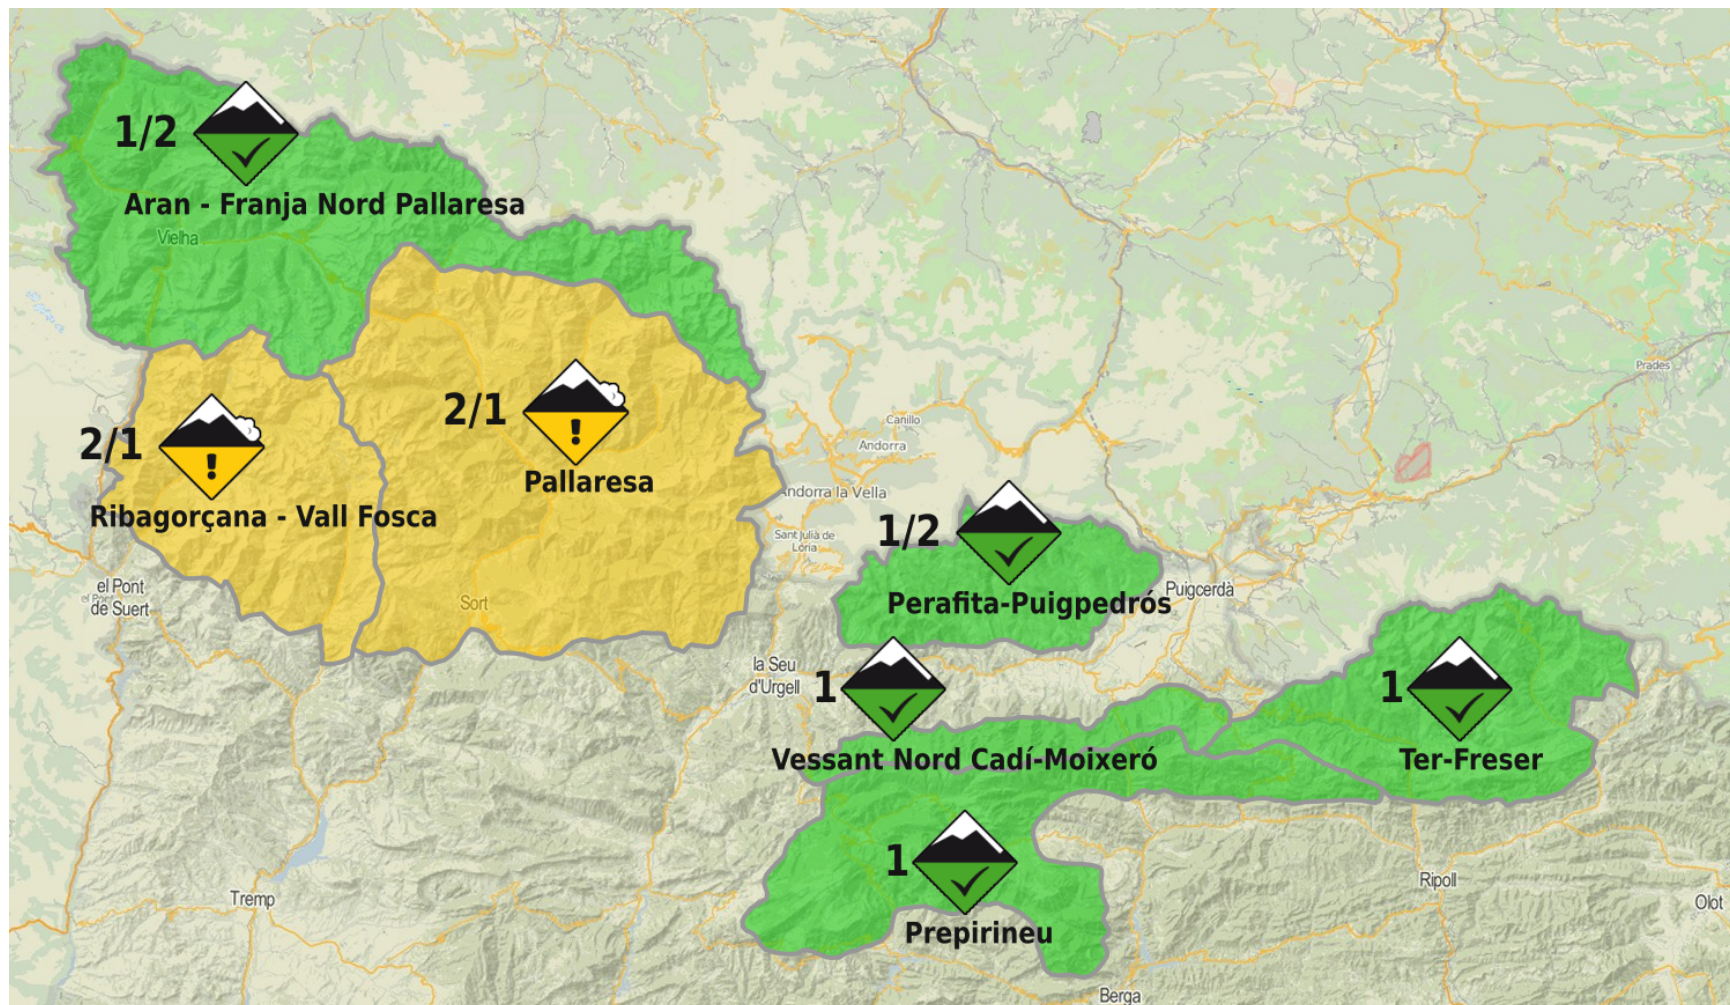 1/2
Aran - Franja Nord Pallaresa
Vielha
Prades
2/1
Pallaresa
2/1
Ribagorçana - Vall Fosca
Canillo
Andorra
Andorra la Vella
Sant Julià de
Lòria
1/2
Perafita-Puigpedrós
Puigcerdà
el Pont
de Suert
Sort
la Seu
d'Urgell
1
Vessant Nord Cadí-Moixeró
1
Ter-Freser
1
Prepirineu
Tremp
Ripoll
Olot
Berga